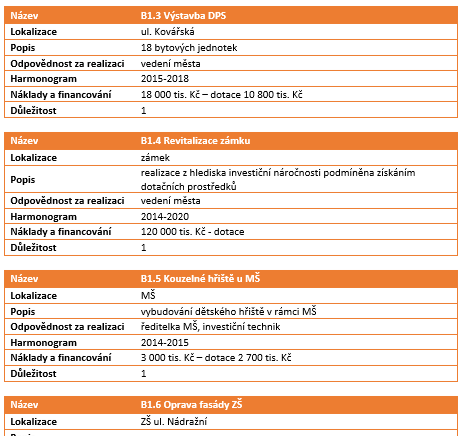 Název B1.3 Výstavba DPS
Lokalizace ul. Kovářská
Popis 18 bytových jednotek
Odpovědnost za realizaci vedení města
Harmonogram 2015-2018
Náklady a financování 18 000 tis. Kč – dotace 10 800 tis. Kč
Důležitost 1
Název B1.4 Revitalizace zámku
Lokalizace zámek
Popis realizace z hlediska investiční náročnosti podmíněna získáním
dotačních prostředků
Odpovědnost za realizaci vedení města
Harmonogram 2014-2020
Náklady a financování 120 000 tis. Kč - dotace
Důležitost 1
Název B1.5 Kouzelné hřiště u MŠ
Lokalizace MŠ
Popis vybudování dětského hřiště v rámci MŠ
Odpovědnost za realizaci ředitelka MŠ, investiční technik
Harmonogram 2014-2015
Náklady a financování 3 000 tis. Kč – dotace 2 700 tis. Kč
Důležitost 1
Název B1.6 Oprava fasády ZŠ
Lokalizace ZŠ ul. Nádražní